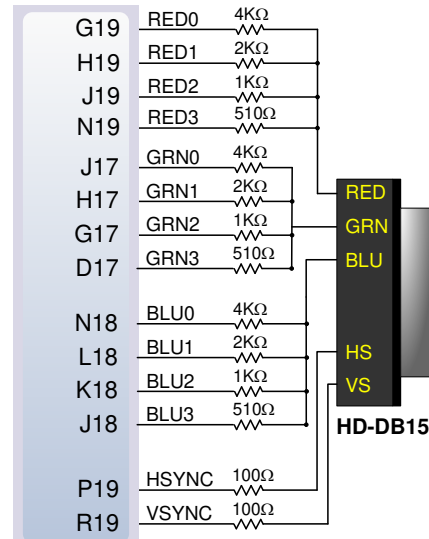 G19 RED0 4KΩ
H19 RED1 2KΩ
J19 RED2 1KΩ
N19 RED3 510Ω
J17 GRN0 4KΩ
H17 GRN1 2KΩ
G17 GRN2 1KΩ
D17 GRN3 510Ω
N18 BLU0 4KΩ
L18 BLU1 2KΩ
K18 BLU2 1KΩ
J18 BLU3 510Ω
P19 HSYNC 100Ω
R19 VSYNC 100Ω
RED
GRN
BLU
HS
VS
HD-DB15